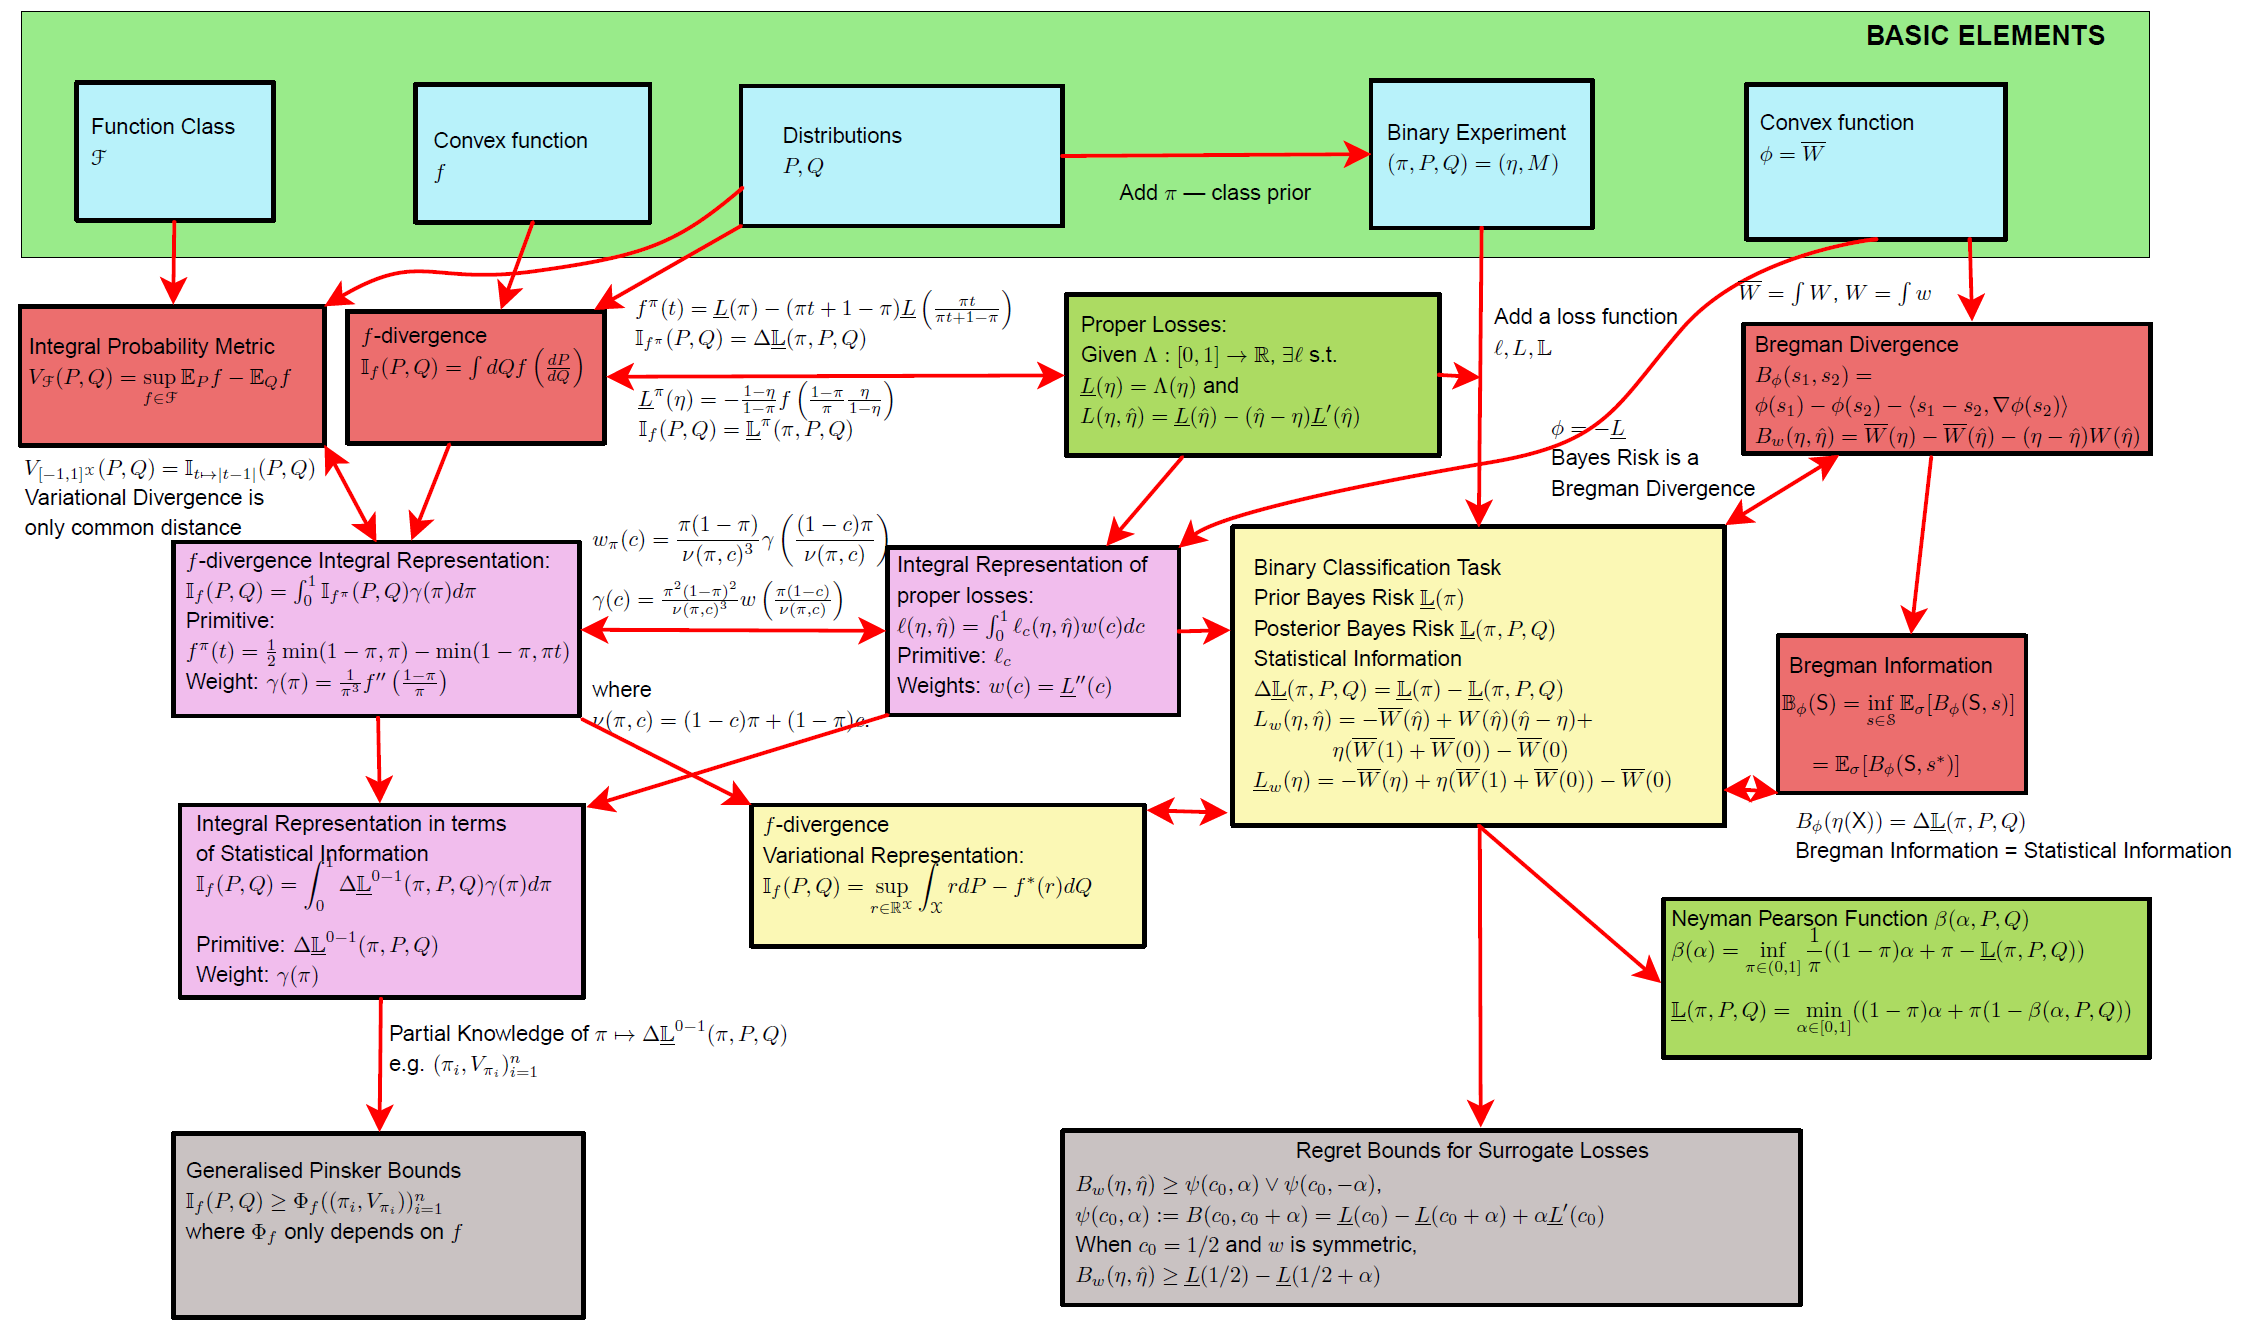 BASIC ELEMENTS
Function Class
ℱ
Convex function
f
Distributions
P, Q
Add π — class prior
Binary Experiment
(π, P, Q) = (η, M)
Convex function
ϕ = W̅
Integral Probability Metric
V_ℱ(P, Q) = sup_{f∈ℱ} 𝔼_P f − 𝔼_Q f
f-divergence
𝕀_f(P, Q) = ∫ dQ f (dP/dQ)
f^π(t) = L̲(π) − (πt + 1 − π)L̲ (πt/(πt+1−π))
𝕀_{f^π}(P, Q) = Δ𝕃̲(π, P, Q)
L̲^π(η) = −(1−η)/(1−π) f ((1−π)/π η/(1−η))
𝕀_f(P, Q) = 𝕃̲^π(π, P, Q)
Proper Losses:
Given Λ : [0, 1] → ℝ, ∃ℓ s.t.
L̲(η) = Λ(η) and
L(η, η̂) = L̲(η̂) − (η̂ − η)L̲′(η̂)
Add a loss function
ℓ, L, 𝕃
W̅ = ∫ W, W = ∫ w
Bregman Divergence
B_ϕ(s₁, s₂) =
ϕ(s₁) − ϕ(s₂) − ⟨s₁ − s₂, ∇ϕ(s₂)⟩
B_w(η, η̂) = W̅(η) − W̅(η̂) − (η − η̂)W(η̂)
ϕ = −L̲
Bayes Risk is a
Bregman Divergence
V_{[−1,1]^𝒳}(P, Q) = 𝕀_{t↦|t−1|}(P, Q)
Variational Divergence is
only common distance
f-divergence Integral Representation:
𝕀_f(P, Q) = ∫₀¹ 𝕀_{f^π}(P, Q)γ(π)dπ
Primitive:
f^π(t) = ½ min(1 − π, π) − min(1 − π, πt)
Weight: γ(π) = 1/π³ f″ ((1−π)/π)
w_π(c) = π(1 − π)/ν(π, c)³ γ ((1 − c)π/ν(π, c))
γ(c) = π²(1−π)²/ν(π,c)³ w (π(1−c)/ν(π,c))
where
ν(π, c) = (1 − c)π + (1 − π)c.
Integral Representation of
proper losses:
ℓ(η, η̂) = ∫₀¹ ℓ_c(η, η̂)w(c)dc
Primitive: ℓ_c
Weights: w(c) = L̲″(c)
Binary Classification Task
Prior Bayes Risk 𝕃̲(π)
Posterior Bayes Risk 𝕃̲(π, P, Q)
Statistical Information
Δ𝕃̲(π, P, Q) = 𝕃̲(π) − 𝕃̲(π, P, Q)
L_w(η, η̂) = −W̅(η̂) + W(η̂)(η̂ − η)+
η(W̅(1) + W̅(0)) − W̅(0)
L̲_w(η) = −W̅(η) + η(W̅(1) + W̅(0)) − W̅(0)
Bregman Information
𝔹_ϕ(S) = inf_{s∈𝒮} 𝔼_σ[B_ϕ(S, s)]
= 𝔼_σ[B_ϕ(S, s*)]
B_ϕ(η(X)) = Δ𝕃̲(π, P, Q)
Bregman Information = Statistical Information
Integral Representation in terms
of Statistical Information
𝕀_f(P, Q) = ∫₀¹ Δ𝕃̲^{0−1}(π, P, Q)γ(π)dπ
Primitive: Δ𝕃̲^{0−1}(π, P, Q)
Weight: γ(π)
f-divergence
Variational Representation:
𝕀_f(P, Q) = sup_{r∈ℝ^𝒳} ∫_𝒳 rdP − f*(r)dQ
Neyman Pearson Function β(α, P, Q)
β(α) = inf_{π∈(0,1]} 1/π ((1 − π)α + π − 𝕃̲(π, P, Q))
𝕃̲(π, P, Q) = min_{α∈[0,1]} ((1 − π)α + π(1 − β(α, P, Q))
Partial Knowledge of π ↦ Δ𝕃̲^{0−1}(π, P, Q)
e.g. (π_i, V_{π_i})_{i=1}^n
Generalised Pinsker Bounds
𝕀_f(P, Q) ≥ Φ_f((π_i, V_{π_i}))_{i=1}^n
where Φ_f only depends on f
Regret Bounds for Surrogate Losses
B_w(η, η̂) ≥ ψ(c₀, α) ∨ ψ(c₀, −α),
ψ(c₀, α) := B(c₀, c₀ + α) = L̲(c₀) − L̲(c₀ + α) + αL̲′(c₀)
When c₀ = 1/2 and w is symmetric,
B_w(η, η̂) ≥ L̲(1/2) − L̲(1/2 + α)